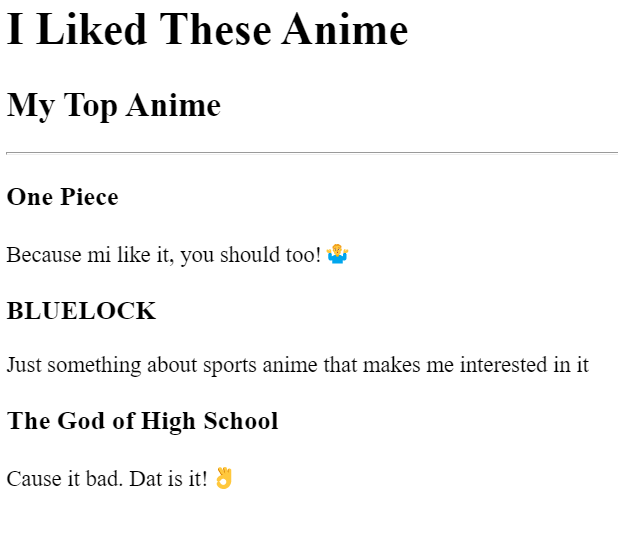 I Liked These Anime
My Top Anime
One Piece
Because mi like it, you should too! 🤷
BLUELOCK
Just something about sports anime that makes me interested in it
The God of High School
Cause it bad. Dat is it! 👌